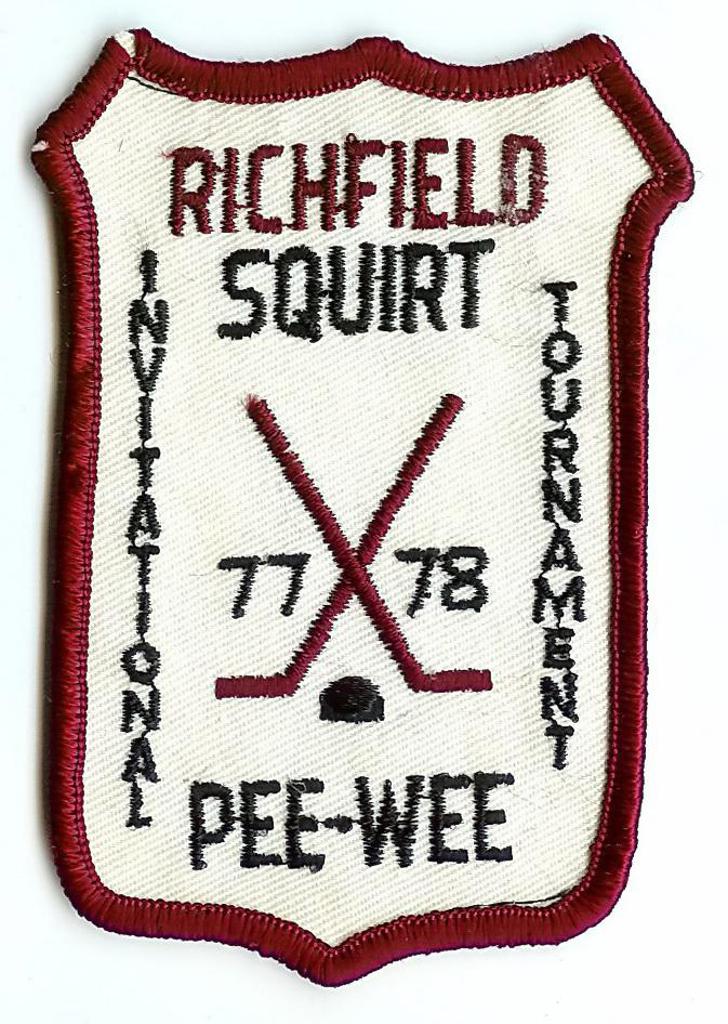 RICHFIELD
SQUIRT
INVITATIONAL
TOURNAMENT
77 78
PEE-WEE